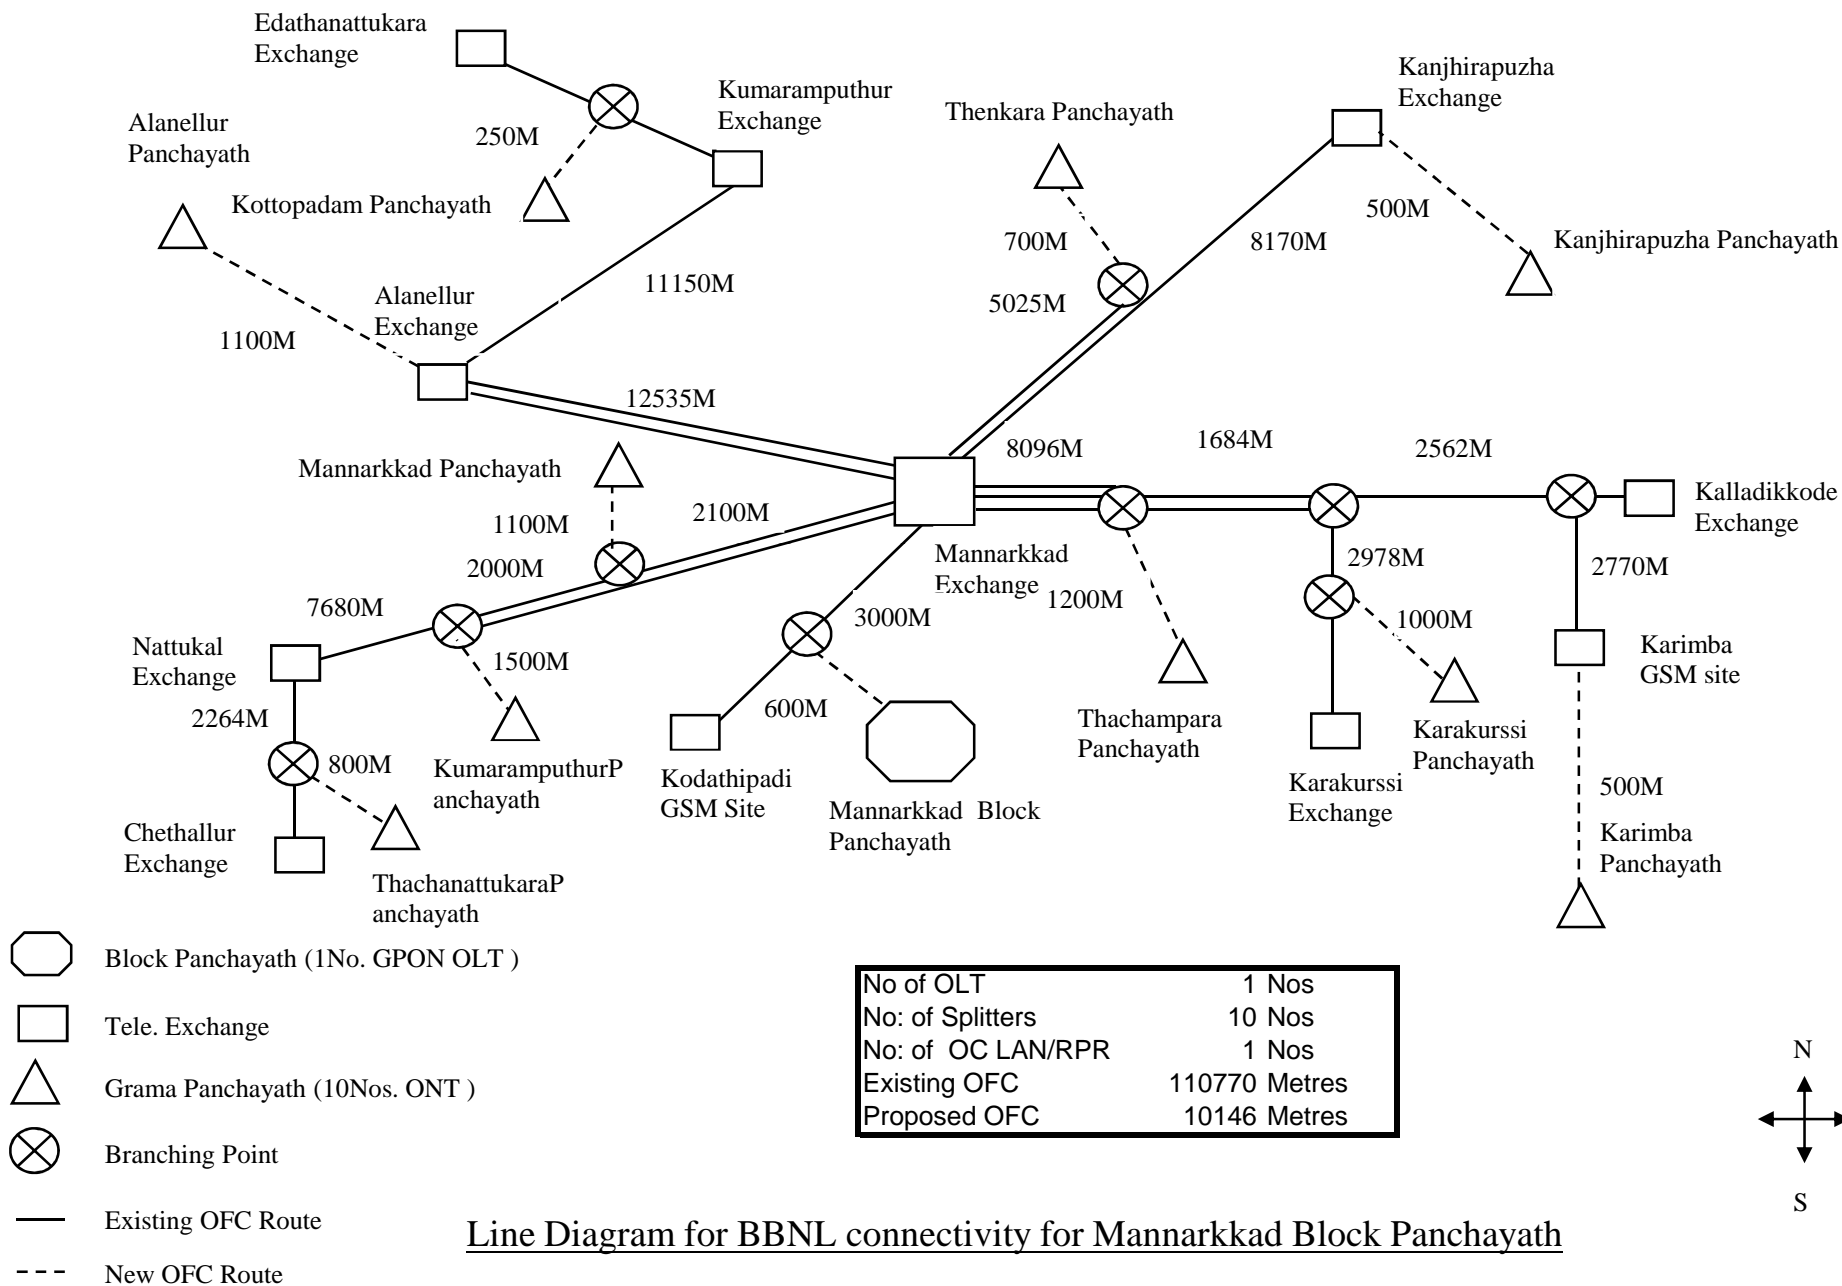 Edathanattukara
Exchange
Kumaramputhur
Exchange
Kanjhirapuzha
Exchange
Thenkara Panchayath
Alanellur
Panchayath
250M
Kottopadam Panchayath
500M
Kanjhirapuzha Panchayath
700M
8170M
11150M
5025M
Alanellur
Exchange
1100M
12535M
8096M
1684M
2562M
Mannarkkad Panchayath
1100M
2100M
Kalladikkode
Exchange
Mannarkkad
Exchange
2000M
2978M
2770M
7680M
1200M
3000M
1000M
Nattukal
Exchange
1500M
Karimba
GSM site
2264M
600M
800M
KumaramputhurP
anchayath
Kodathipadi
GSM Site
Mannarkkad Block
Panchayath
Thachampara
Panchayath
Karakurssi
Exchange
Karakurssi
Panchayath
500M
Karimba
Panchayath
Chethallur
Exchange
ThachanattukaraP
anchayath
Block Panchayath (1No. GPON OLT )
Tele. Exchange
Grama Panchayath (10Nos. ONT )
Branching Point
Existing OFC Route
New OFC Route
No of OLT 1 Nos
No: of Splitters 10 Nos
No: of OC LAN/RPR 1 Nos
Existing OFC 110770 Metres
Proposed OFC 10146 Metres
N
S
Line Diagram for BBNL connectivity for Mannarkkad Block Panchayath